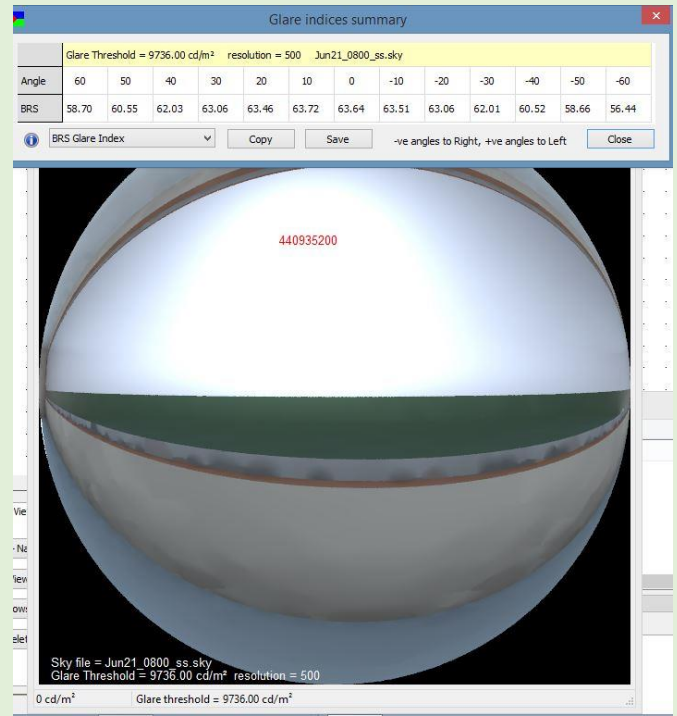 Glare indices summary
Glare Threshold = 9736.00 cd/m² resolution = 500 Jun21_0800_ss.sky
Angle 60 50 40 30 20 10 0 -10 -20 -30 -40 -50 -60
BRS 58.70 60.55 62.03 63.06 63.46 63.72 63.64 63.51 63.06 62.01 60.52 58.66 56.44
BRS Glare Index Copy Save -ve angles to Right, +ve angles to Left Close
440935200
Sky file = Jun21_0800_ss.sky
Glare Threshold = 9736.00 cd/m² resolution = 500
0 cd/m² Glare threshold = 9736.00 cd/m²